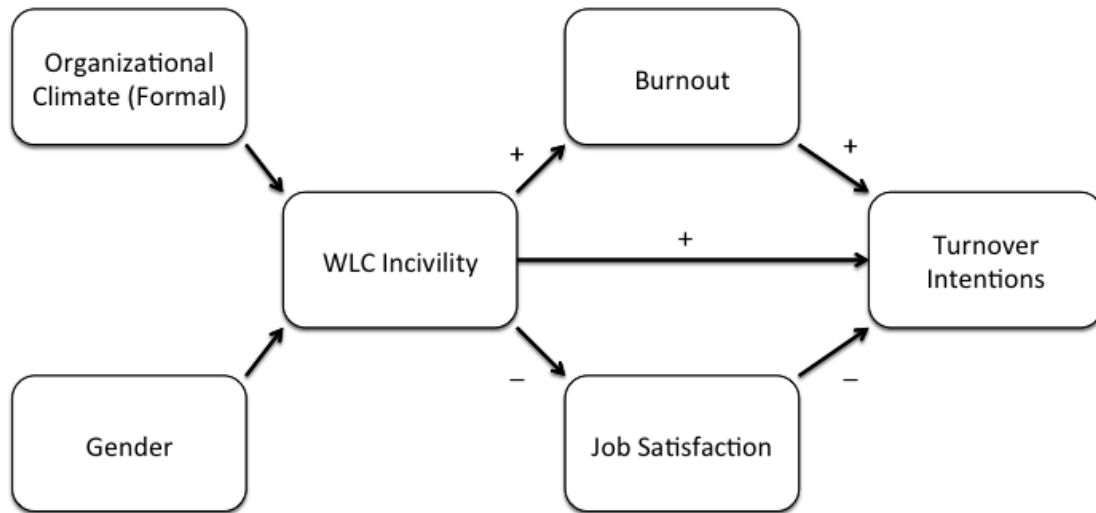 Organizational
Climate (Formal)
Burnout
+
+
WLC Incivility
+
Turnover
Intentions
–
–
Gender
Job Satisfaction